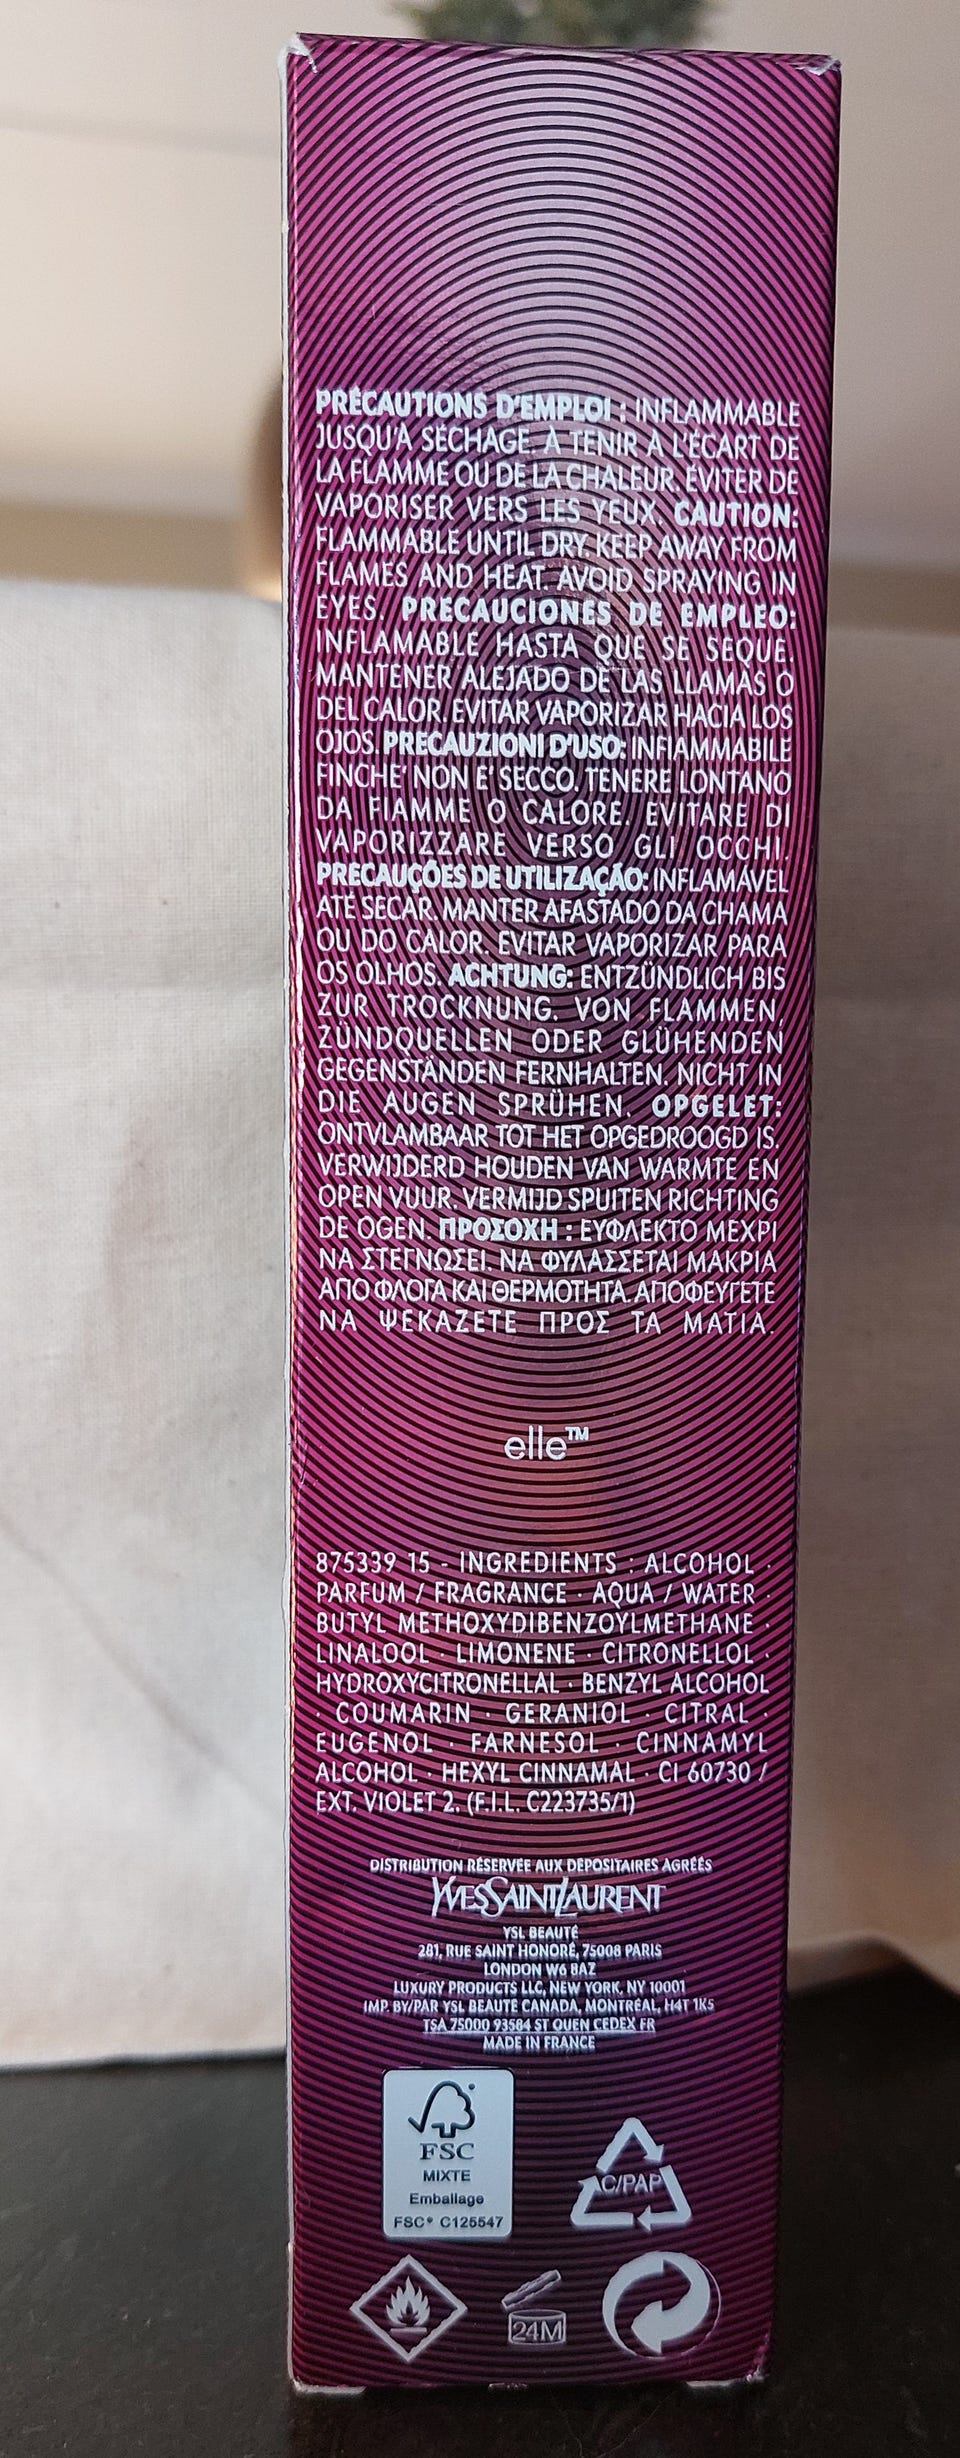 PRÉCAUTIONS D'EMPLOI : INFLAMMABLE
JUSQU'À SÉCHAGE. À TENIR À L'ÉCART DE
LA FLAMME OU DE LA CHALEUR. ÉVITER DE
VAPORISER VERS LES YEUX. CAUTION:
FLAMMABLE UNTIL DRY. KEEP AWAY FROM
FLAMES AND HEAT. AVOID SPRAYING IN
EYES. PRECAUCIONES DE EMPLEO:
INFLAMABLE HASTA QUE SE SEQUE.
MANTENER ALEJADO DE LAS LLAMAS O
DEL CALOR. EVITAR VAPORIZAR HACIA LOS
OJOS. PRECAUZIONI D'USO: INFIAMMABILE
FINCHE' NON E' SECCO. TENERE LONTANO
DA FIAMME O CALORE. EVITARE DI
VAPORIZZARE VERSO GLI OCCHI.
PRECAUÇÕES DE UTILIZAÇÃO: INFLAMÁVEL
ATÉ SECAR. MANTER AFASTADO DA CHAMA
OU DO CALOR. EVITAR VAPORIZAR PARA
OS OLHOS. ACHTUNG: ENTZÜNDLICH BIS
ZUR TROCKNUNG. VON FLAMMEN,
ZÜNDQUELLEN ODER GLÜHENDEN
GEGENSTÄNDEN FERNHALTEN. NICHT IN
DIE AUGEN SPRÜHEN. OPGELET:
ONTVLAMBAAR TOT HET OPGEDROOGD IS.
VERWIJDERD HOUDEN VAN WARMTE EN
OPEN VUUR. VERMIJD SPUITEN RICHTING
DE OGEN. ΠΡΟΣΟΧΗ : ΕΥΦΛΕΚΤΟ ΜΕΧΡΙ
ΝΑ ΣΤΕΓΝΩΣΕΙ. ΝΑ ΦΥΛΑΣΣΕΤΑΙ ΜΑΚΡΙΑ
ΑΠΟ ΦΛΟΓΑ ΚΑΙ ΘΕΡΜΟΤΗΤΑ. ΑΠΟΦΕΥΓΕΤΕ
ΝΑ ΨΕΚΑΖΕΤΕ ΠΡΟΣ ΤΑ ΜΑΤΙΑ.
elle™
875339 15 - INGREDIENTS : ALCOHOL ·
PARFUM / FRAGRANCE · AQUA / WATER ·
BUTYL METHOXYDIBENZOYLMETHANE ·
LINALOOL · LIMONENE · CITRONELLOL ·
HYDROXYCITRONELLAL · BENZYL ALCOHOL
· COUMARIN · GERANIOL · CITRAL ·
EUGENOL · FARNESOL · CINNAMYL
ALCOHOL · HEXYL CINNAMAL · CI 60730 /
EXT. VIOLET 2. (F.I.L. C223735/1)
DISTRIBUTION RÉSERVÉE AUX DÉPOSITAIRES AGRÉÉS
YVESSAINTLAURENT
YSL BEAUTÉ
281, RUE SAINT HONORÉ, 75008 PARIS
LONDON W6 8AZ
LUXURY PRODUCTS LLC, NEW YORK, NY 10001
IMP. BY/PAR YSL BEAUTÉ CANADA, MONTRÉAL, H4T 1K5
TSA 75000 93584 ST OUEN CEDEX FR
MADE IN FRANCE
FSC
MIXTE
Emballage
FSC® C125547
C/PAP
24M